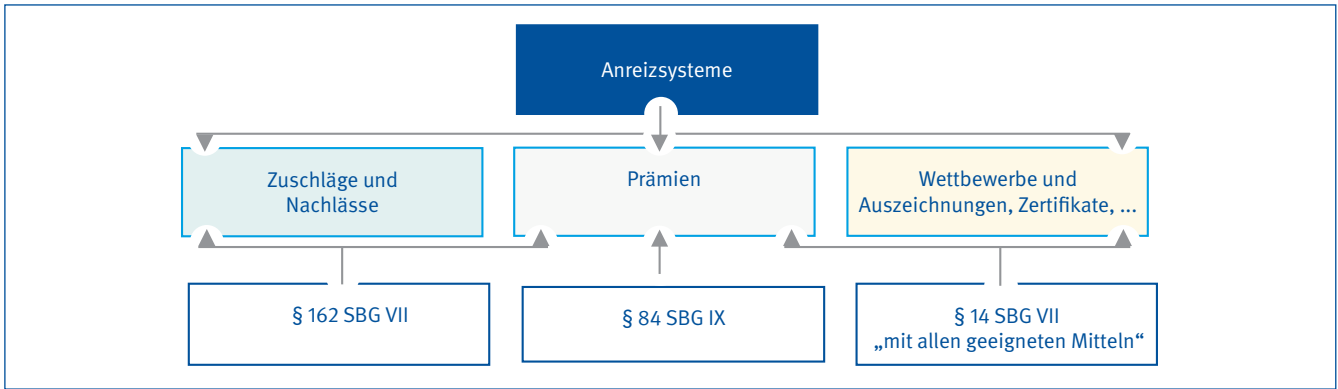 Anreizsysteme
Zuschläge und
Nachlässe
Prämien
Wettbewerbe und
Auszeichnungen, Zertifikate, ...
§ 162 SBG VII
§ 84 SBG IX
§ 14 SBG VII
„mit allen geeigneten Mitteln“